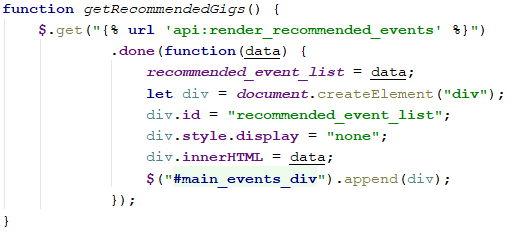 function getRecommendedGigs() {
    $.get("{% url 'api:render_recommended_events' %}")
            .done(function(data) {
                recommended_event_list = data;
                let div = document.createElement("div");
                div.id = "recommended_event_list";
                div.style.display = "none";
                div.innerHTML = data;
                $("#main_events_div").append(div);
            });
}